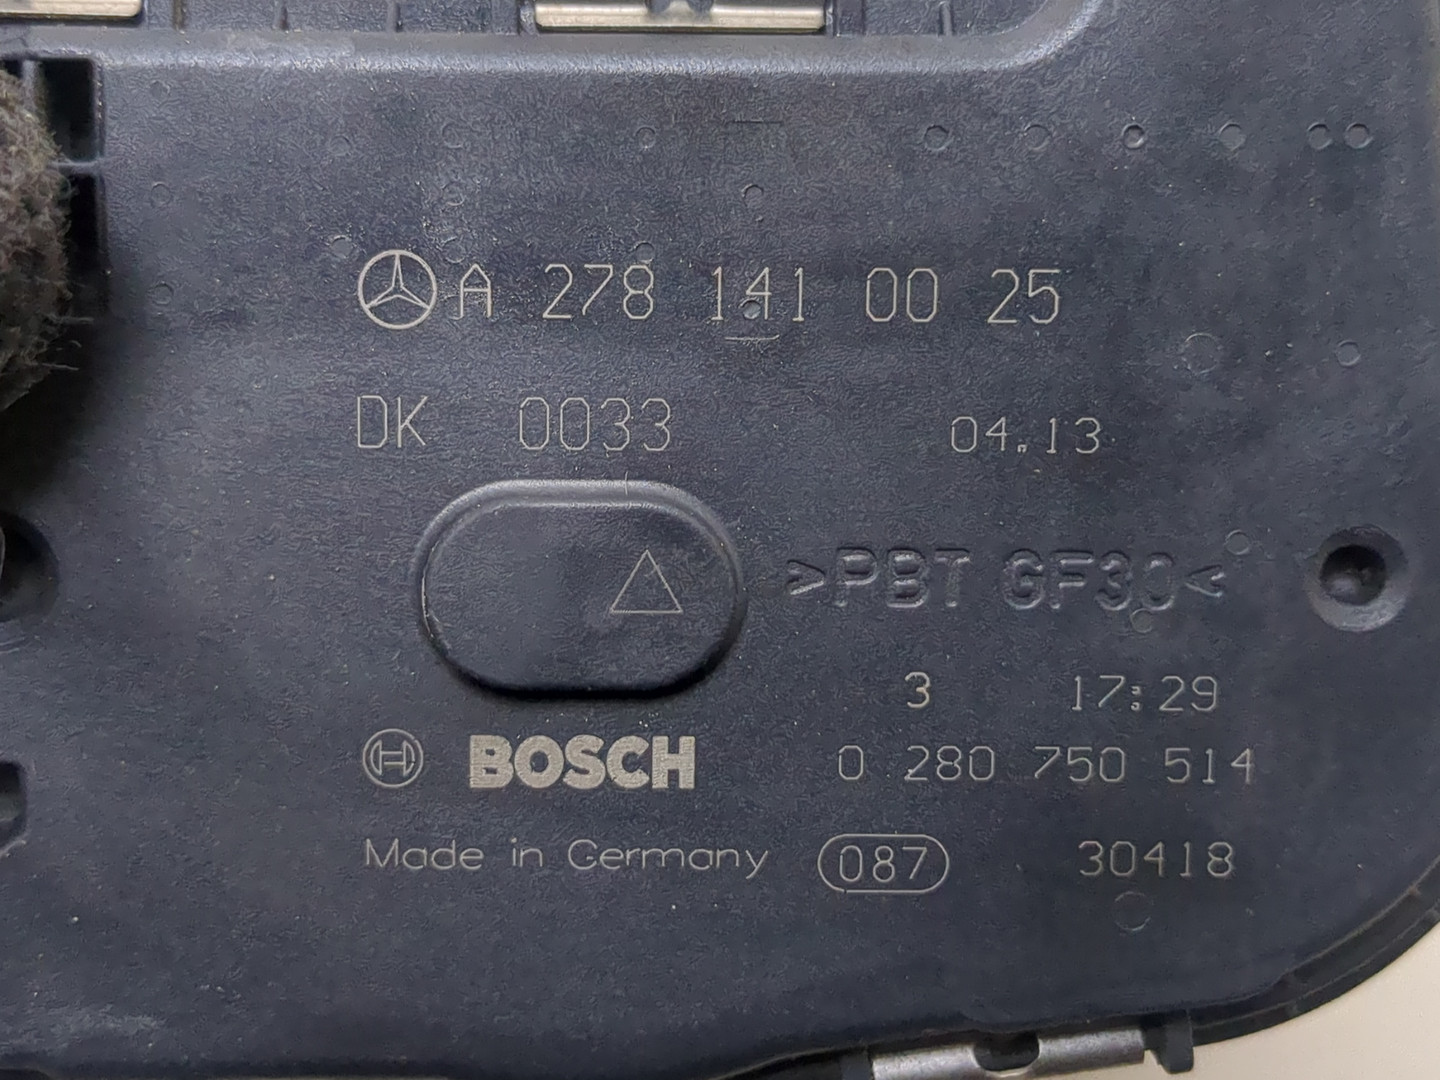 A 278 141 00 25
DK 0033 04.13
>PBT GF30<
3 17:29
BOSCH 0 280 750 514
Made in Germany 087 30418